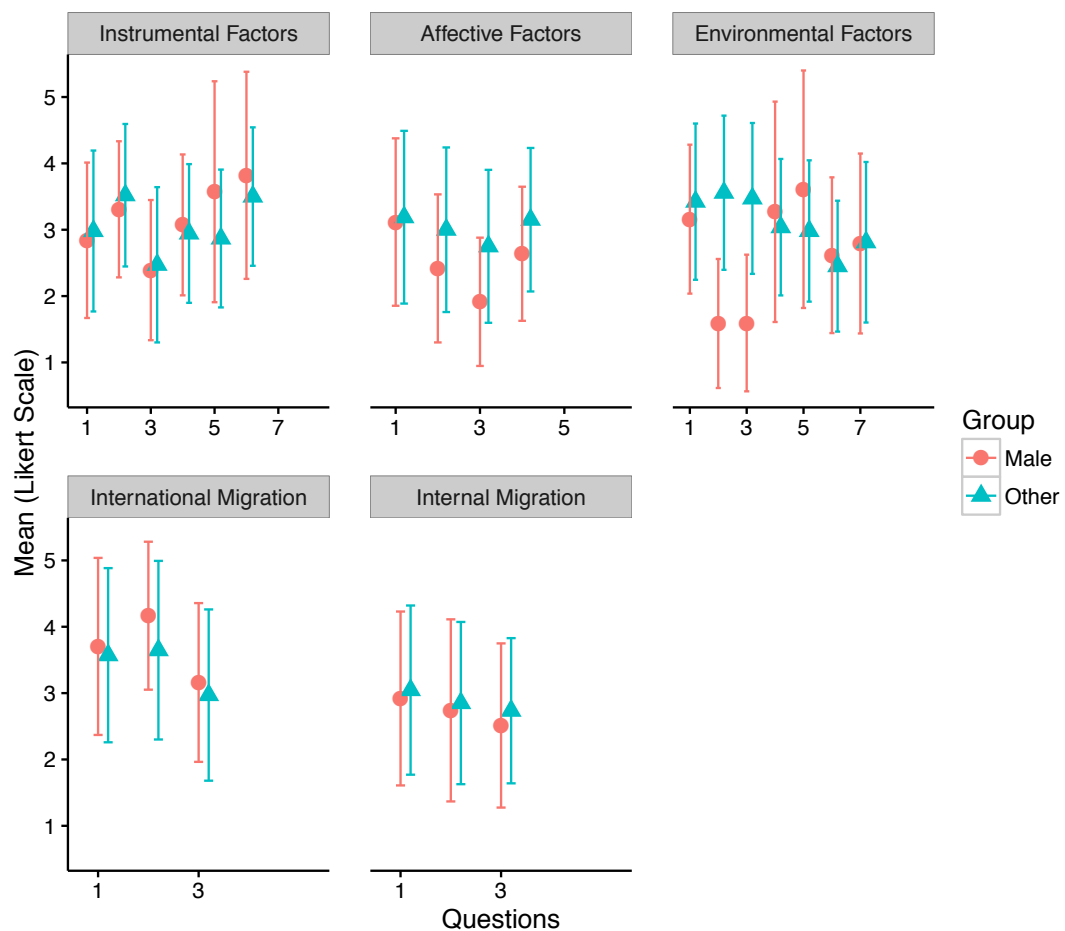 Instrumental Factors
Affective Factors
Environmental Factors
5
4
3
2
1
1 3 5 7
1 3 5
1 3 5 7
Mean (Likert Scale)
Group
Male
Other
International Migration
Internal Migration
5
4
3
2
1
1 3
1 3
Questions